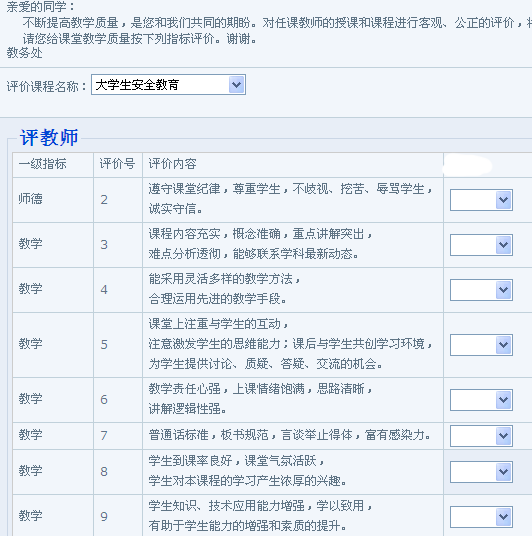 亲爱的同学：
不断提高教学质量，是您和我们共同的期盼。对任课教师的授课和课程进行客观、公正的评价，
请您给课堂教学质量按下列指标评价。谢谢。
教务处
评价课程名称： 大学生安全教育
评教师
一级指标 评价号 评价内容
师德 2 遵守课堂纪律，尊重学生，不歧视、挖苦、辱骂学生，
诚实守信。
教学 3 课程内容充实，概念准确，重点讲解突出，
难点分析透彻，能够联系学科最新动态。
教学 4 能采用灵活多样的教学方法，
合理运用先进的教学手段。
教学 5 课堂上注重与学生的互动，
注意激发学生的思维能力；课后与学生共创学习环境，
为学生提供讨论、质疑、答疑、交流的机会。
教学 6 教学责任心强，上课情绪饱满，思路清晰，
讲解逻辑性强。
教学 7 普通话标准，板书规范，言谈举止得体，富有感染力。
教学 8 学生到课率良好，课堂气氛活跃，
学生对本课程的学习产生浓厚的兴趣。
教学 9 学生知识、技术应用能力增强，学以致用，
有助于学生能力的增强和素质的提升。